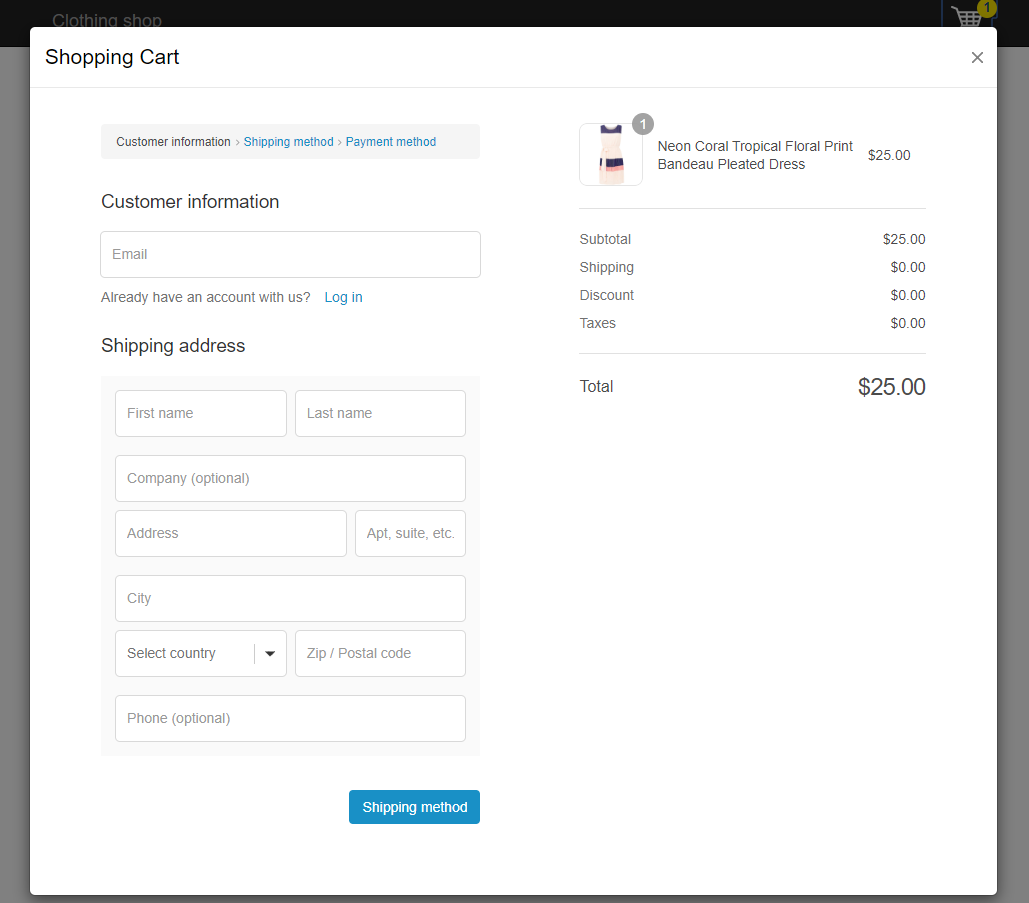 Clothing shop
1
Shopping Cart
×
Customer information › Shipping method › Payment method
Customer information
Email
Already have an account with us? Log in
Shipping address
First name
Last name
Company (optional)
Address
Apt, suite, etc.
City
Select country
Zip / Postal code
Phone (optional)
Shipping method
1
Neon Coral Tropical Floral Print
Bandeau Pleated Dress
$25.00
Subtotal $25.00
Shipping $0.00
Discount $0.00
Taxes $0.00
Total $25.00